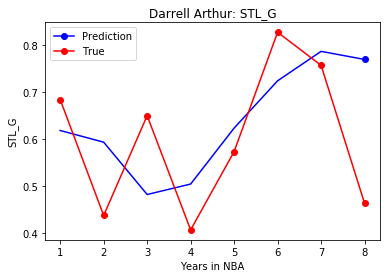 Darrell Arthur: STL_G
Prediction
True
STL_G
0.8
0.7
0.6
0.5
0.4
1 2 3 4 5 6 7 8
Years in NBA